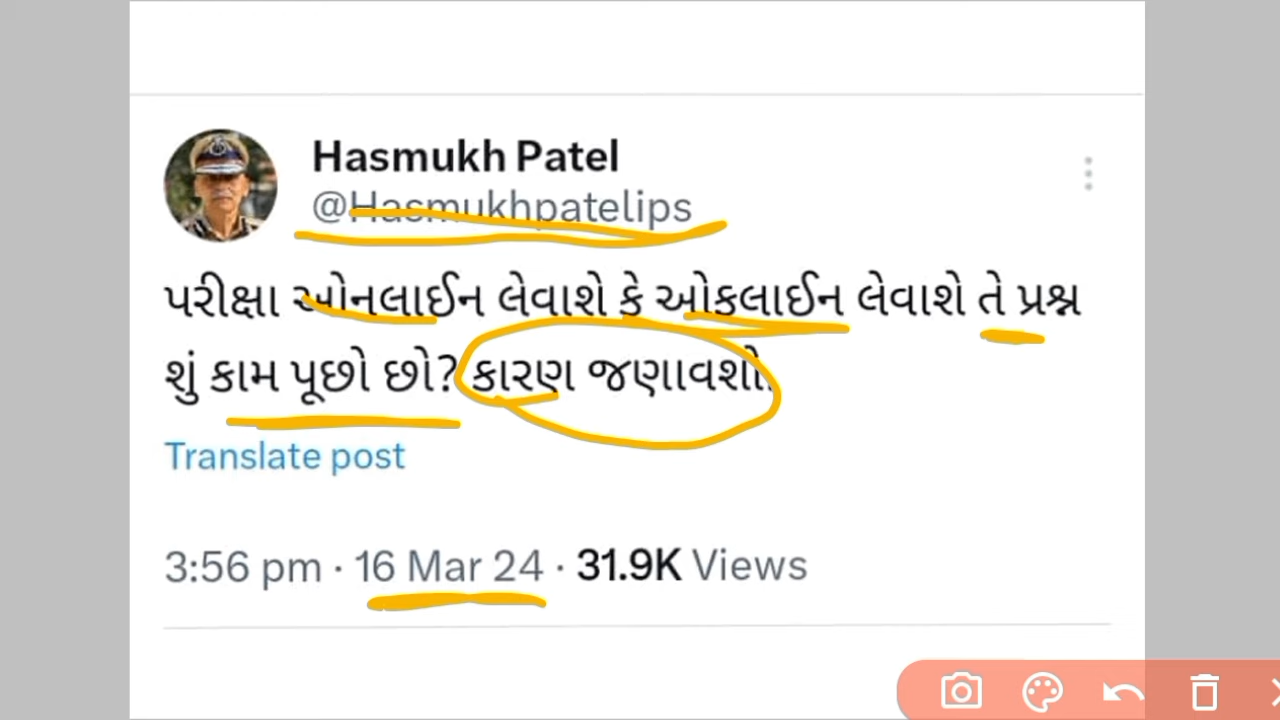 Hasmukh Patel
@Hasmukhpatelips
પરીક્ષા ઓનલાઈન લેવાશે કે ઓકલાઈન લેવાશે તે પ્રશ્ન
શું કામ પૂછો છો? કારણ જણાવશો.
Translate post
3:56 pm · 16 Mar 24 · 31.9K Views